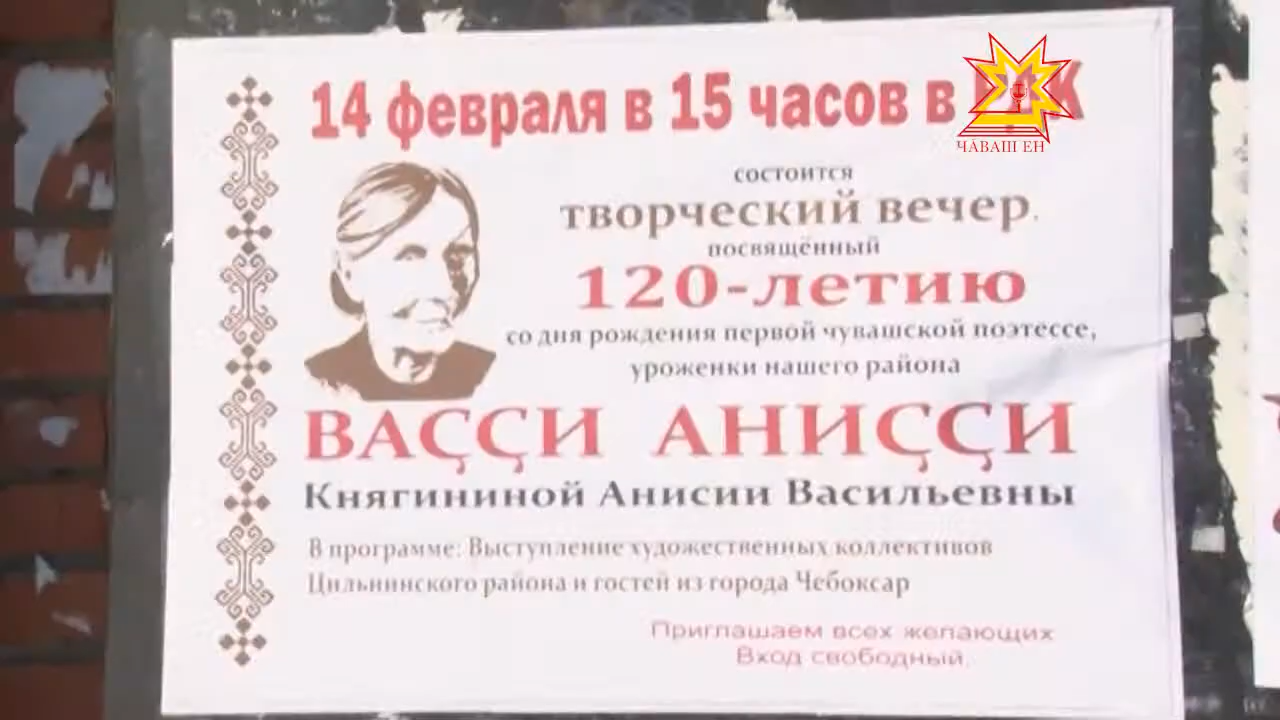 14 февраля в 15 часов в
ЧӐВАШ ЕН
состоится
творческий вечер,
посвящённый
120-летию
со дня рождения первой чувашской поэтессе,
уроженки нашего района
ВАҪҪИ АНИҪҪИ
Княгининой Анисии Васильевны
В программе: Выступление художественных коллективов
Цильнинского района и гостей из города Чебоксар
Приглашаем всех желающих
Вход свободный.